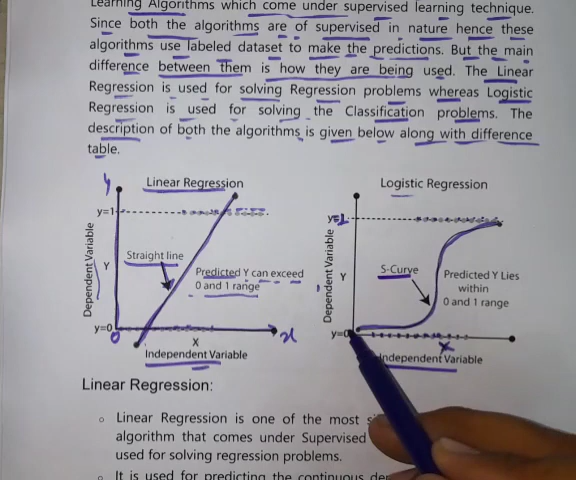 Learning Algorithms which come under supervised learning technique.
Since both the algorithms are of supervised in nature hence these
algorithms use labeled dataset to make the predictions. But the main
difference between them is how they are being used. The Linear
Regression is used for solving Regression problems whereas Logistic
Regression is used for solving the Classification problems. The
description of both the algorithms is given below along with difference
table.
Y
Linear Regression
y=1
Dependent Variable
Y
Straight line
Predicted Y can exceed
0 and 1 range
y=0
0
X
x
Independent Variable
Logistic Regression
y=1
Dependent Variable
Y
S-Curve
Predicted Y Lies
within
0 and 1 range
y=0
X
Independent Variable
Linear Regression:
Linear Regression is one of the most
algorithm that comes under Supervised
used for solving regression problems.
It is used for predicting the continuous